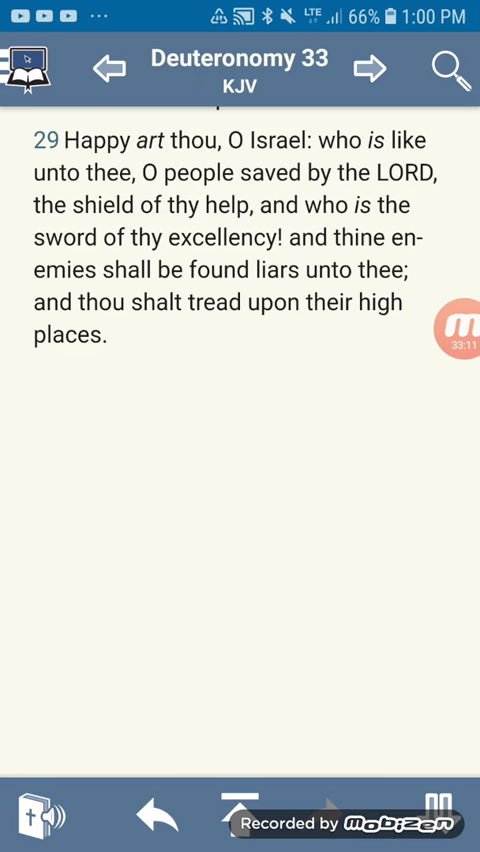 LTE 66% 1:00 PM
Deuteronomy 33
KJV
29 Happy art thou, O Israel: who is like
unto thee, O people saved by the LORD,
the shield of thy help, and who is the
sword of thy excellency! and thine en-
emies shall be found liars unto thee;
and thou shalt tread upon their high
places.
m
33:11
Recorded by mobizen